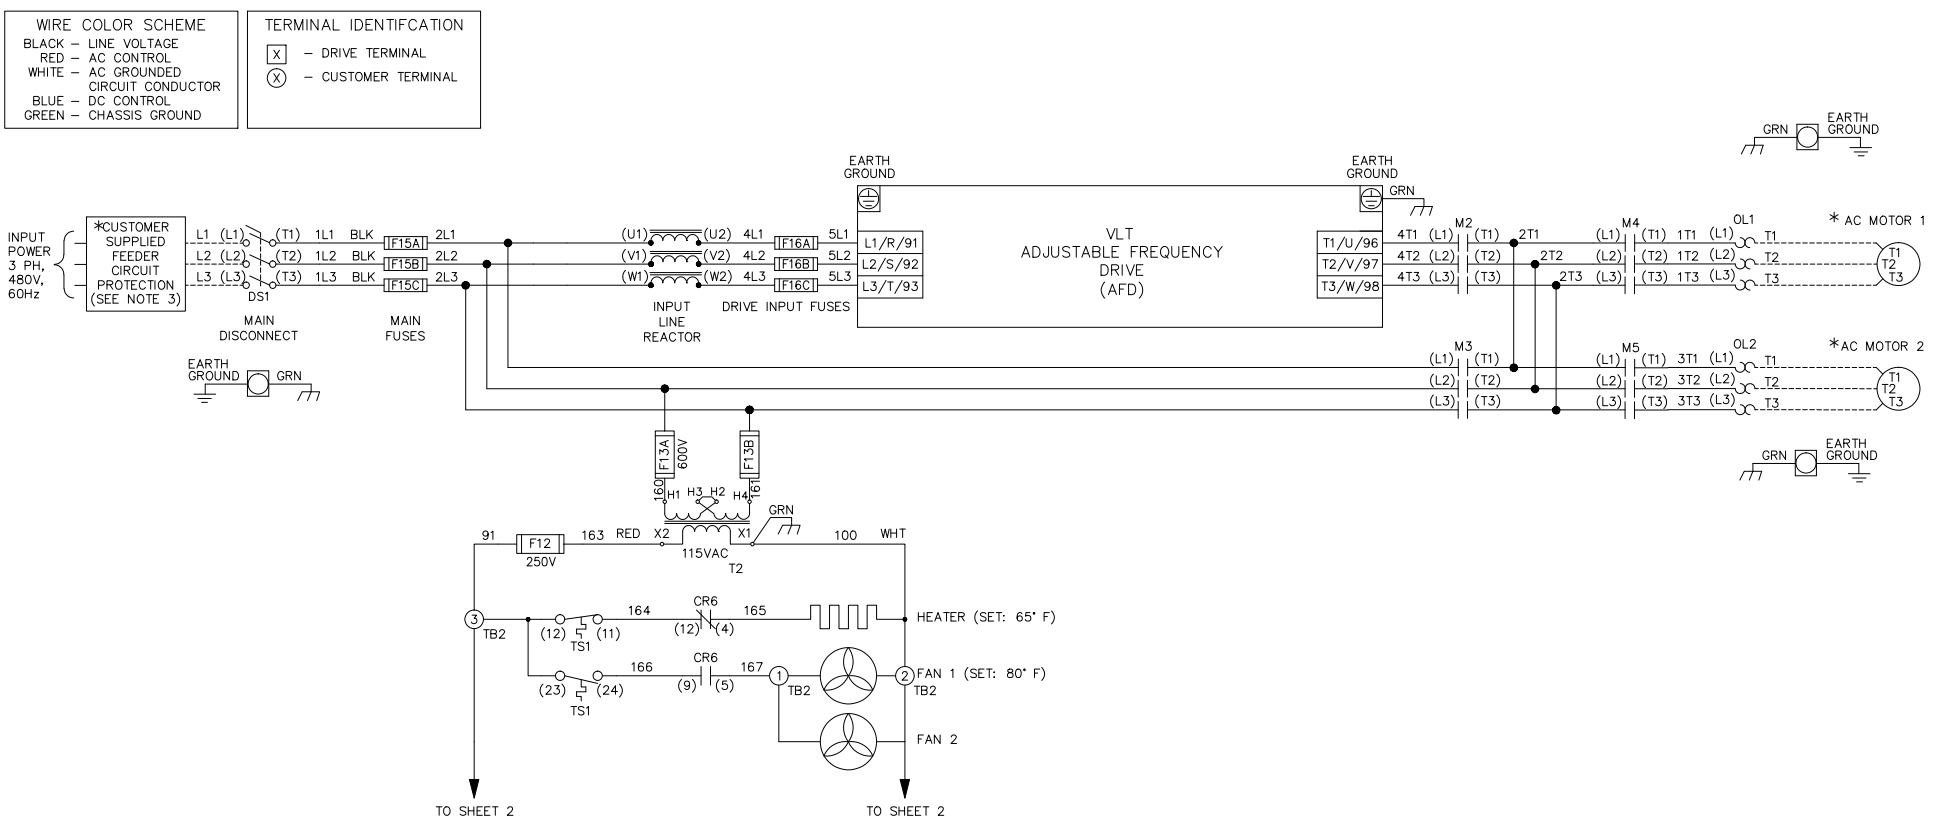 WIRE COLOR SCHEME
BLACK – LINE VOLTAGE
RED – AC CONTROL
WHITE – AC GROUNDED
CIRCUIT CONDUCTOR
BLUE – DC CONTROL
GREEN – CHASSIS GROUND
TERMINAL IDENTIFCATION
X – DRIVE TERMINAL
X – CUSTOMER TERMINAL
GRN EARTH
GROUND
EARTH
GROUND
EARTH
GROUND
GRN
INPUT
POWER
3 PH,
480V,
60Hz
*CUSTOMER
SUPPLIED
FEEDER
CIRCUIT
PROTECTION
(SEE NOTE 3)
L1 (L1) (T1) 1L1 BLK F15A 2L1
L2 (L2) (T2) 1L2 BLK F15B 2L2
L3 (L3) (T3) 1L3 BLK F15C 2L3
DS1
MAIN
DISCONNECT
MAIN
FUSES
(U1) (U2) 4L1 F16A 5L1 L1/R/91
(V1) (V2) 4L2 F16B 5L2 L2/S/92
(W1) (W2) 4L3 F16C 5L3 L3/T/93
INPUT
LINE
REACTOR
DRIVE INPUT FUSES
VLT
ADJUSTABLE FREQUENCY
DRIVE
(AFD)
M2 M4 OL1 * AC MOTOR 1
T1/U/96 4T1 (L1) (T1) 2T1 (L1) (T1) 1T1 (L1) T1
T2/V/97 4T2 (L2) (T2) 2T2 (L2) (T2) 1T2 (L2) T2
T3/W/98 4T3 (L3) (T3) 2T3 (L3) (T3) 1T3 (L3) T3
T1
T2
T3
EARTH
GROUND GRN
M3 M5 OL2 *AC MOTOR 2
(L1) (T1) (L1) (T1) 3T1 (L1) T1
(L2) (T2) (L2) (T2) 3T2 (L2) T2
(L3) (T3) (L3) (T3) 3T3 (L3) T3
T1
T2
T3
GRN EARTH
GROUND
F13A
600V
F13B
160
161
H1 H3 H2 H4
GRN
91 F12 163 RED X2 X1 100 WHT
250V
115VAC
T2
3
TB2
(12) (11) 164 CR6 165
TS1
(12) (4)
HEATER (SET: 65° F)
(23) (24) 166 CR6 167
TS1
(9) (5)
1
TB2
2
TB2
FAN 1 (SET: 80° F)
FAN 2
TO SHEET 2
TO SHEET 2